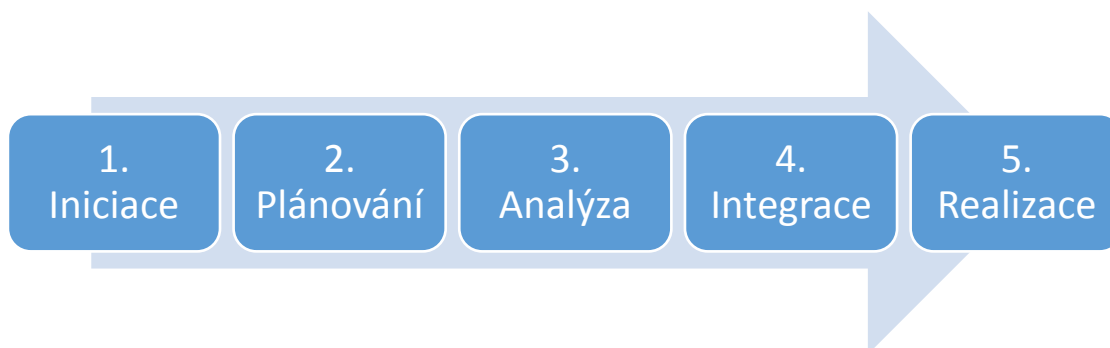 1.
Iniciace
2.
Plánování
3.
Analýza
4.
Integrace
5.
Realizace